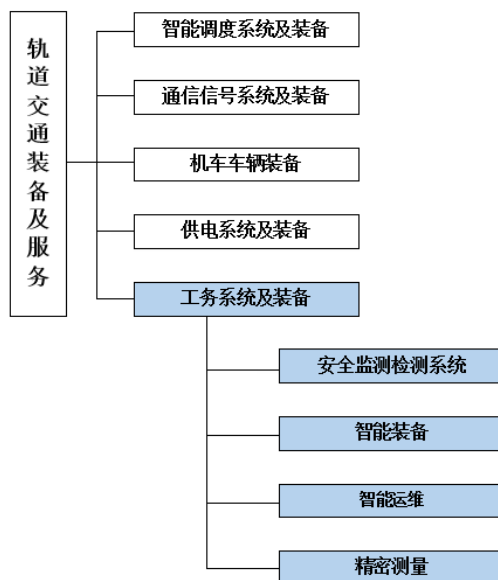 轨道交通装备及服务
智能调度系统及装备
通信信号系统及装备
机车车辆装备
供电系统及装备
工务系统及装备
安全监测检测系统
智能装备
智能运维
精密测量